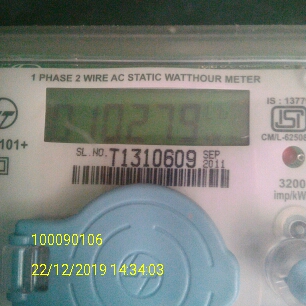 1 PHASE 2 WIRE AC STATIC WATTHOUR METER
IS : 1377
CM/L-6250
101+
SL NO. T1310609 SEP 2011
3200
imp/kW
100090106
22/12/2019 14:34:03